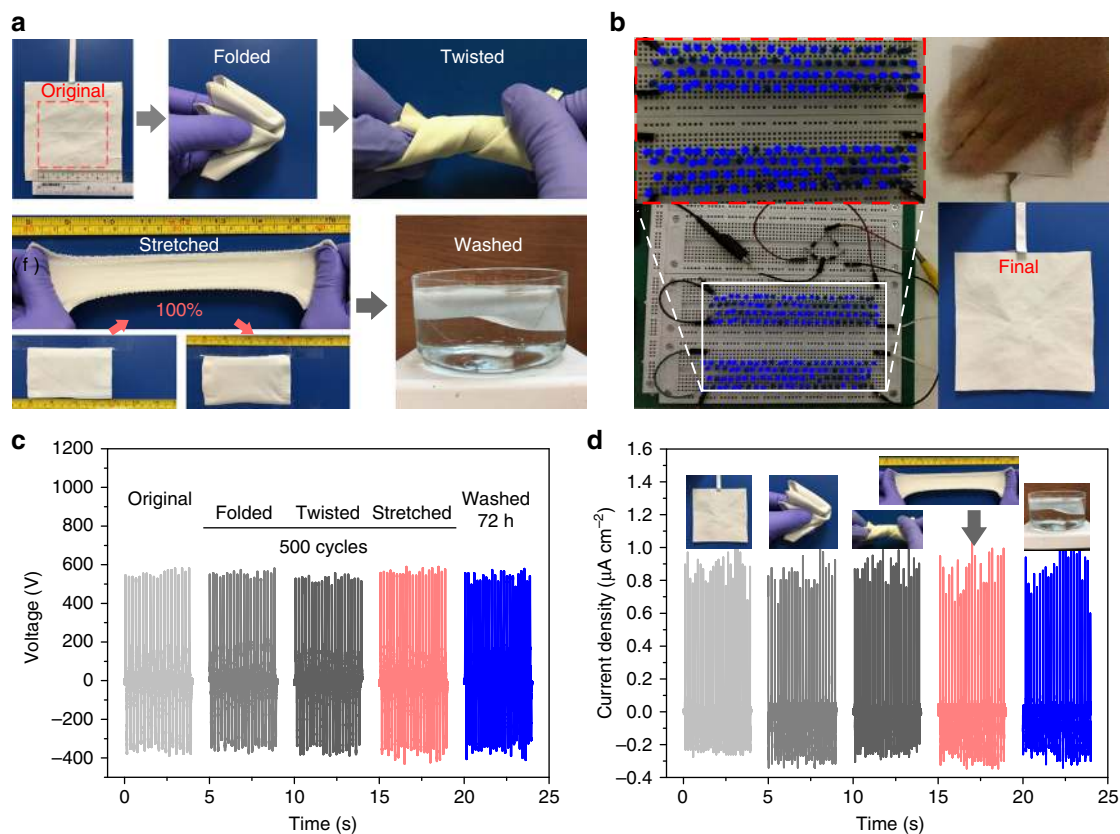 a
Folded
Twisted
Original
Stretched
Washed
(f)
100%
b
Final
c
1200
1000
800
600
400
200
0
−200
−400
Voltage (V)
Original
Folded
Twisted
Stretched
Washed
72 h
500 cycles
0
5
10
15
20
25
Time (s)
d
1.6
1.4
1.2
1.0
0.8
0.6
0.4
0.2
0.0
−0.2
−0.4
Current density (µA cm⁻²)
0
5
10
15
20
25
Time (s)